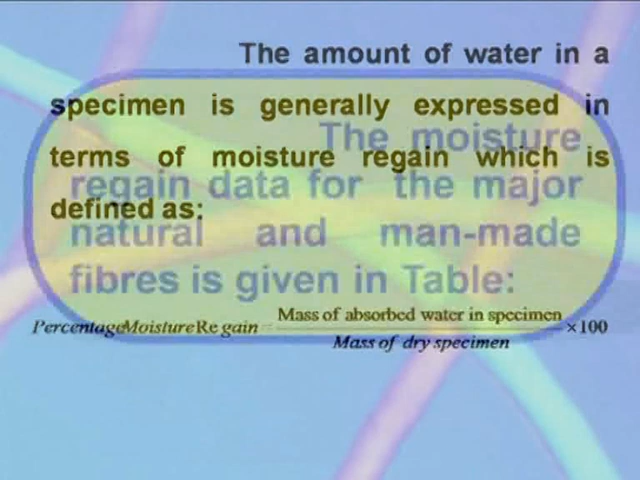 The amount of water in a
specimen is generally expressed in
terms of moisture regain which is
defined as:
PercentageMoistureRe gain = Mass of absorbed water in specimen / Mass of dry specimen ×100
The moisture
regain data for the major
natural and man-made
fibres is given in Table: